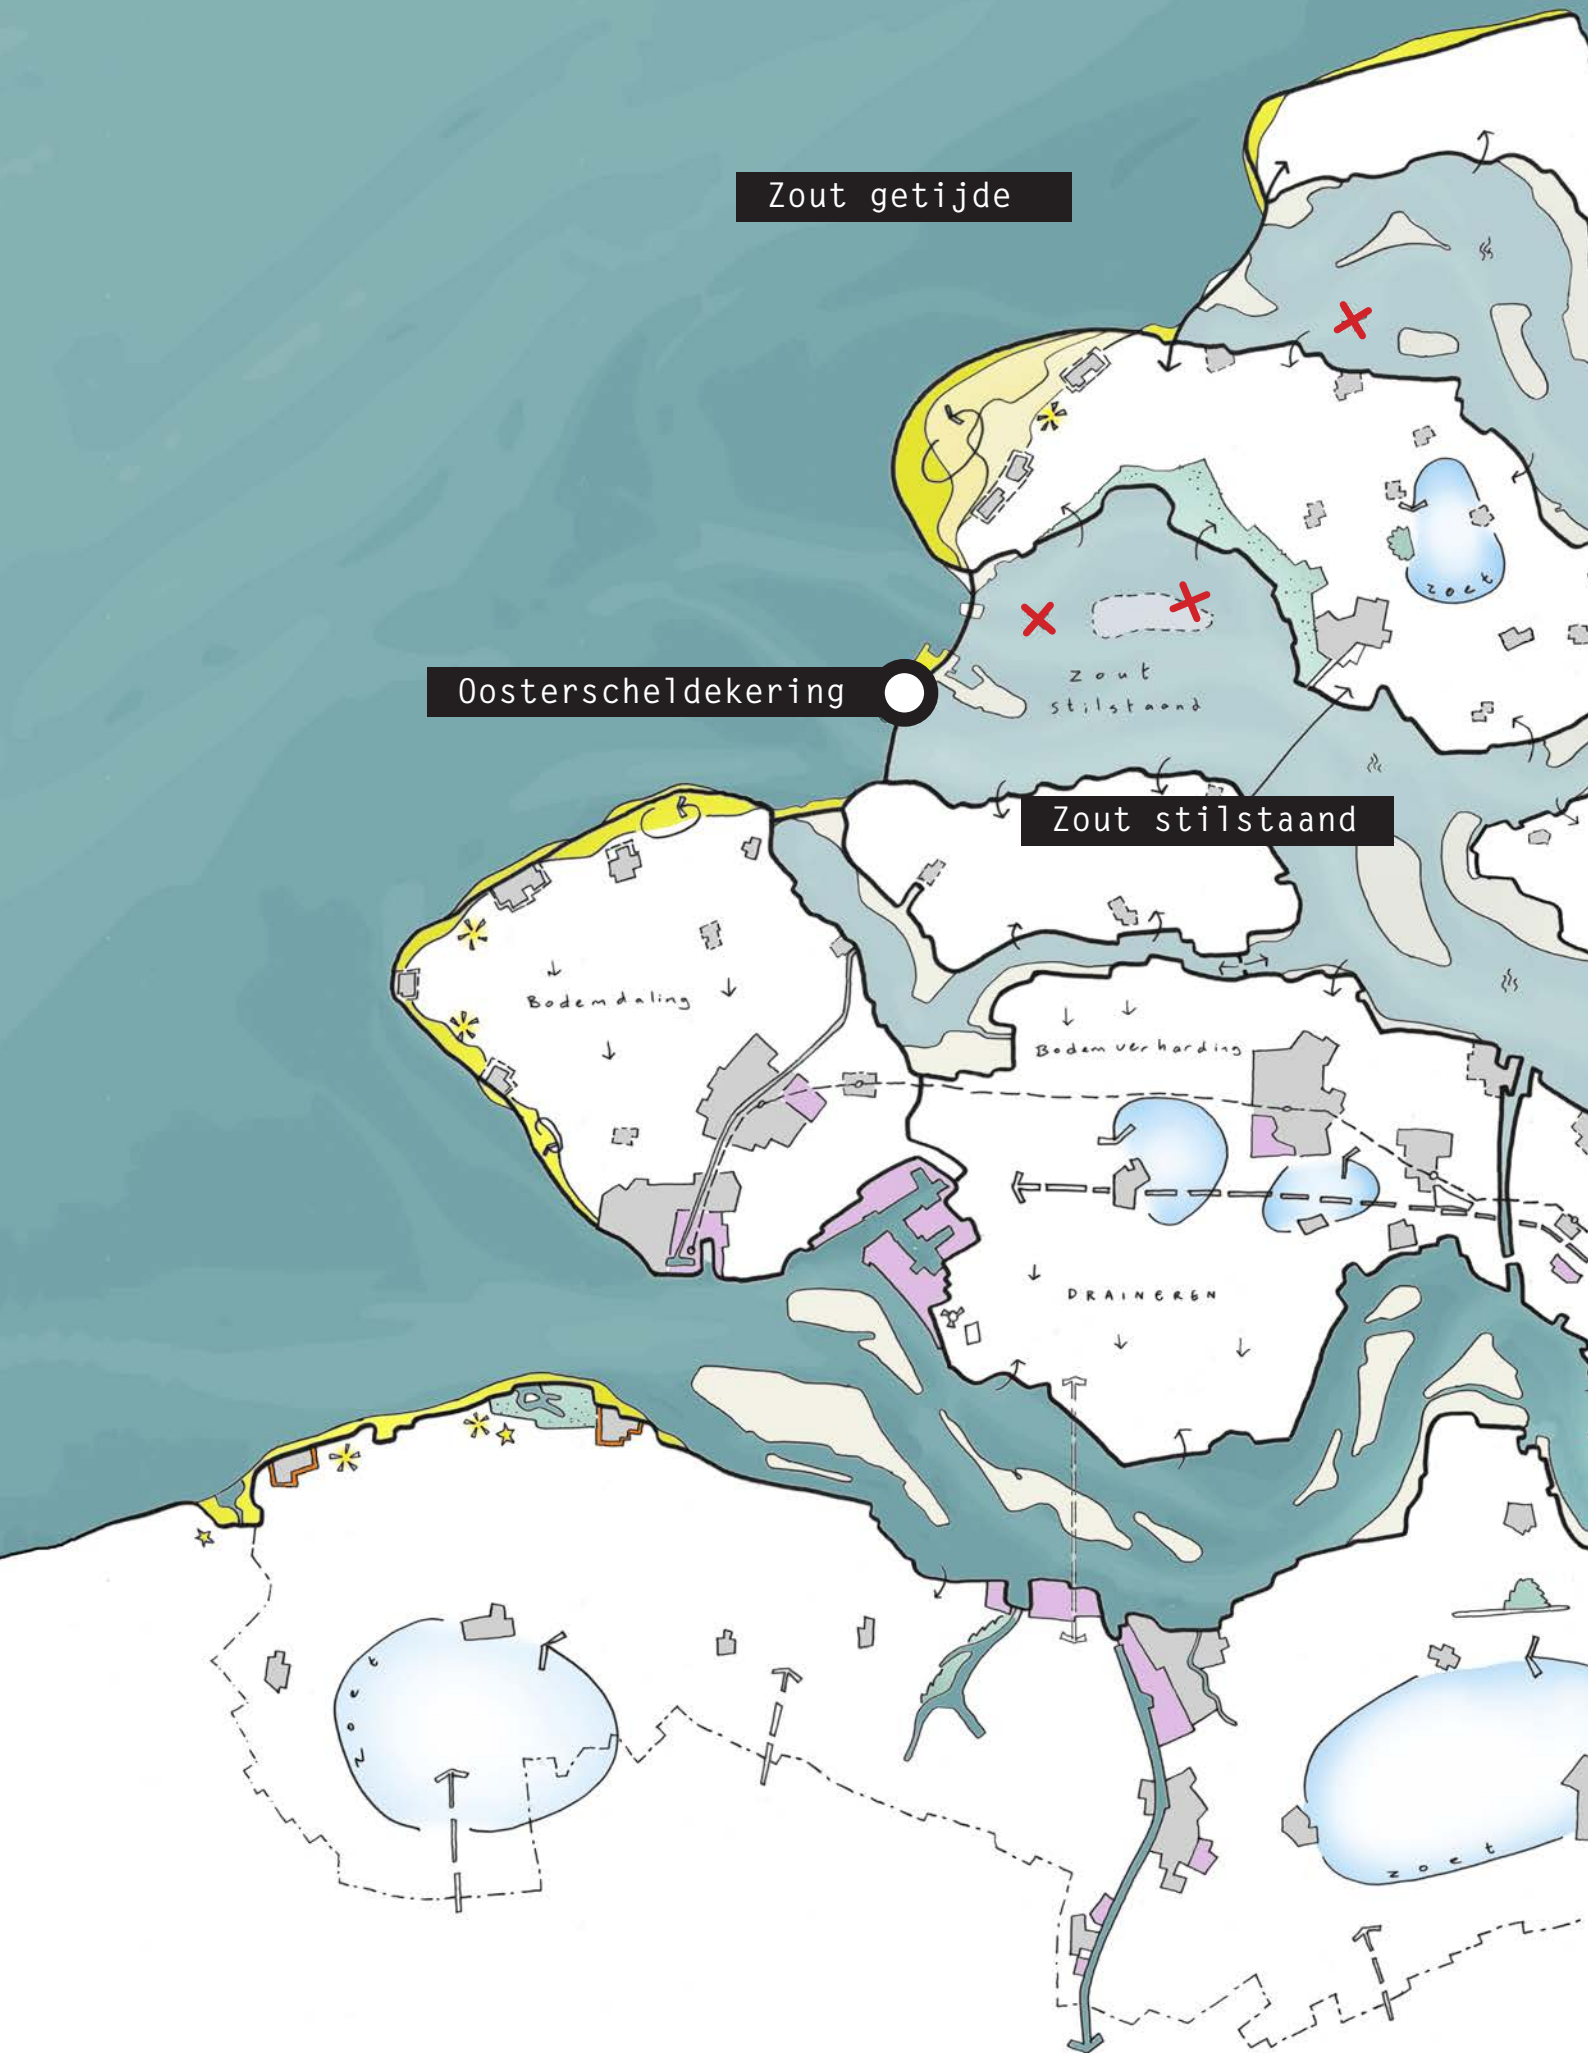 Zout getijde
zoet
Oosterscheldekering
zout
stilstaand
Zout stilstaand
Bodemdaling
Bodemverharding
DRAINEREN
zoet
zoet